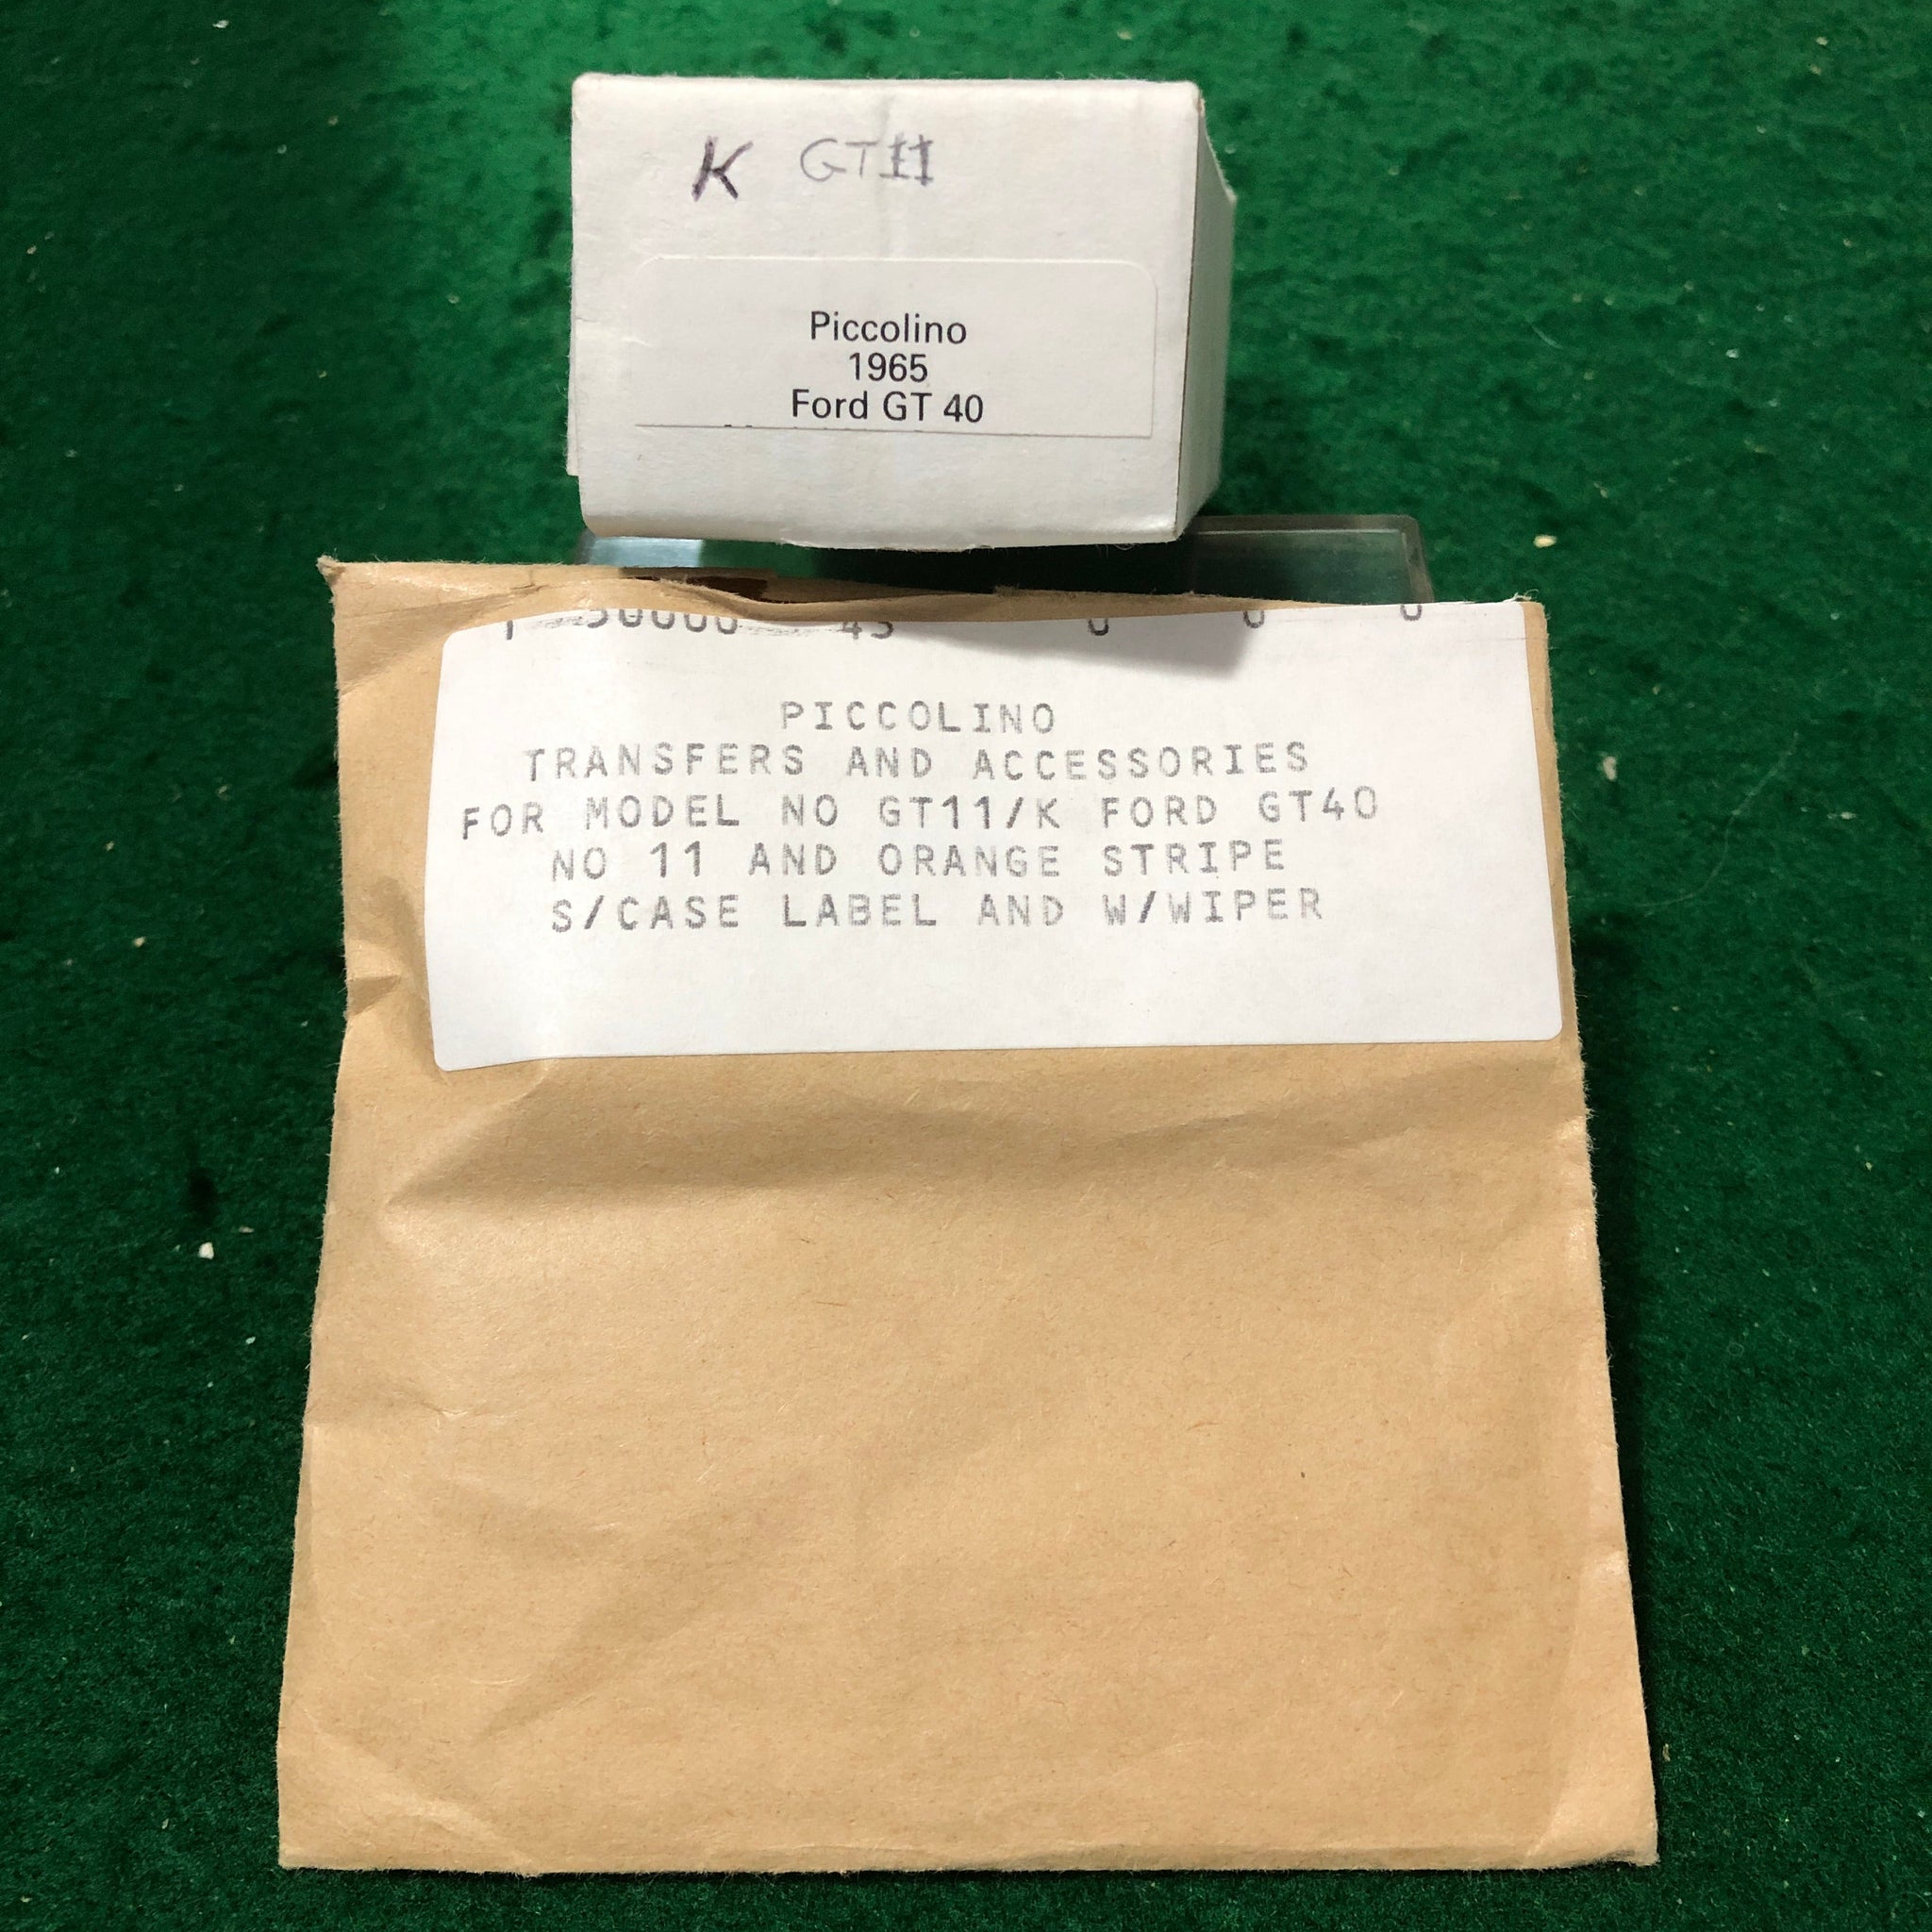 K GT11
Piccolino
1965
Ford GT 40
45
PICCOLINO
TRANSFERS AND ACCESSORIES
FOR MODEL NO GT11/K FORD GT40
NO 11 AND ORANGE STRIPE
S/CASE LABEL AND W/WIPER